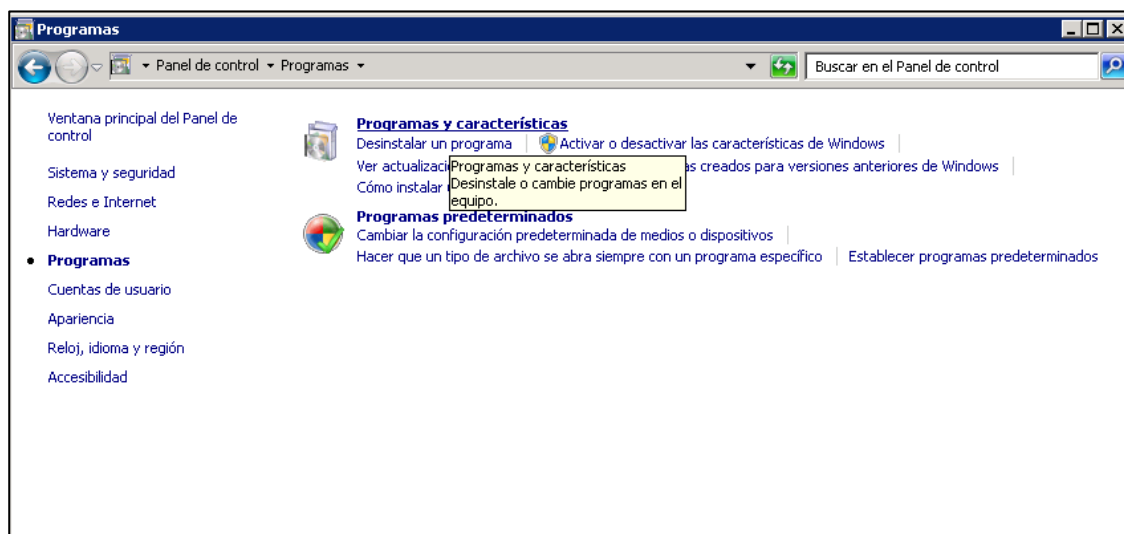 Programas
Panel de control Programas
Buscar en el Panel de control
Ventana principal del Panel de
control
Sistema y seguridad
Redes e Internet
Hardware
Programas
Cuentas de usuario
Apariencia
Reloj, idioma y región
Accesibilidad
Programas y características
Desinstalar un programa Activar o desactivar las características de Windows
Ver creados para versiones anteriores de Windows
Cómo instalar
Programas y características
Desinstale o cambie programas en el
equipo.
Programas predeterminados
Cambiar la configuración predeterminada de medios o dispositivos
Hacer que un tipo de archivo se abra siempre con un programa específico Establecer programas predeterminados